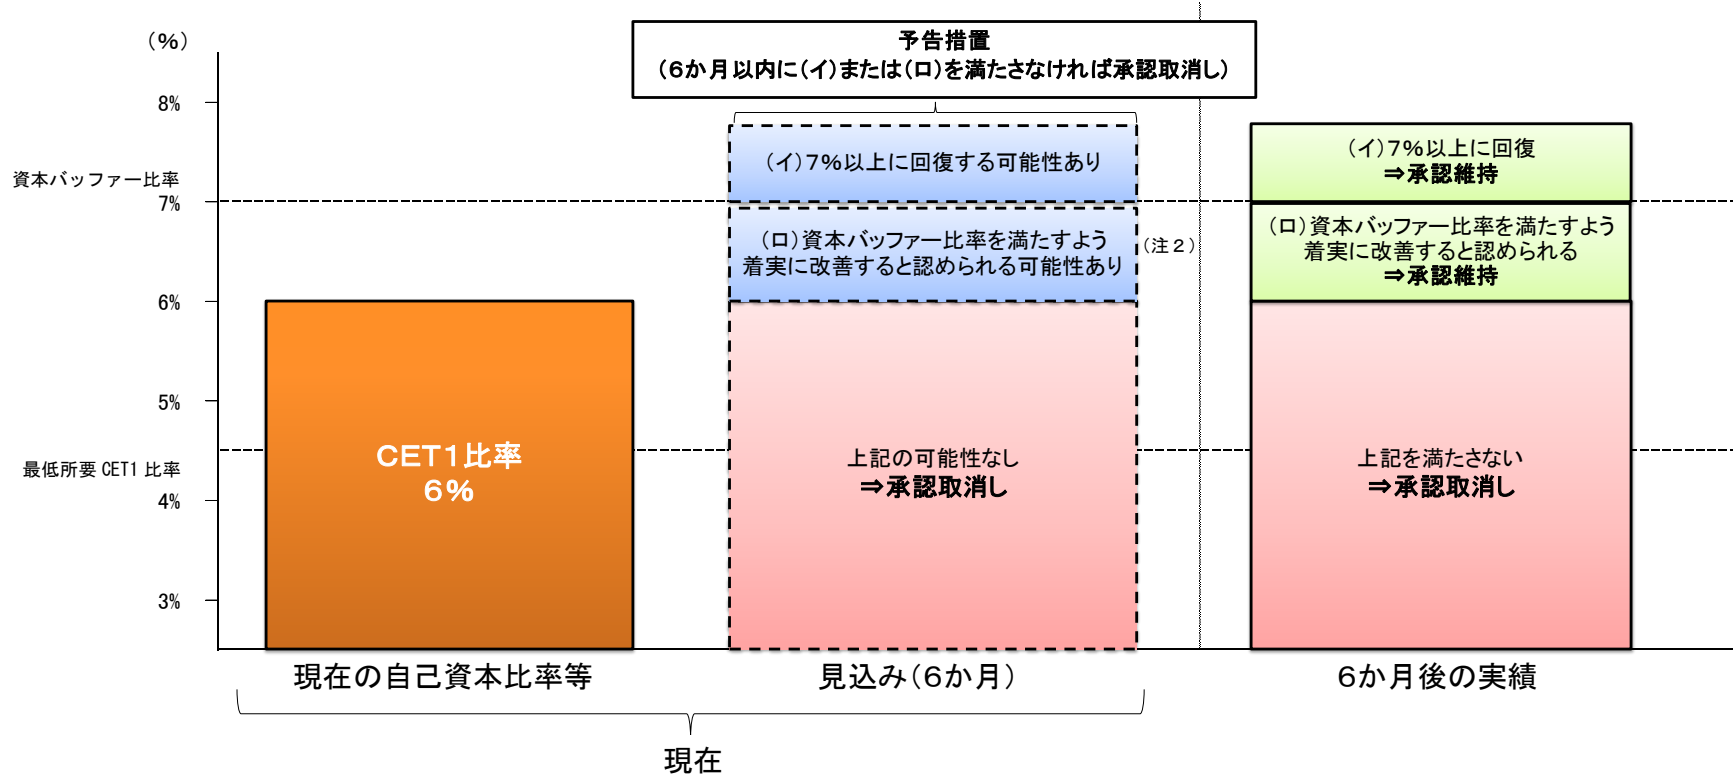 （％）
予告措置
（６か月以内に（イ）または（ロ）を満たさなければ承認取消し）
8%
資本バッファー比率
7%
6%
5%
最低所要 CET1 比率
4%
3%
ＣＥＴ１比率
６％
（イ）７％以上に回復する可能性あり
（ロ）資本バッファー比率を満たすよう
着実に改善すると認められる可能性あり
（注２）
上記の可能性なし
⇒承認取消し
（イ）７％以上に回復
⇒承認維持
（ロ）資本バッファー比率を満たすよう
着実に改善すると認められる
⇒承認維持
上記を満たさない
⇒承認取消し
現在の自己資本比率等
見込み（６か月）
６か月後の実績
現在